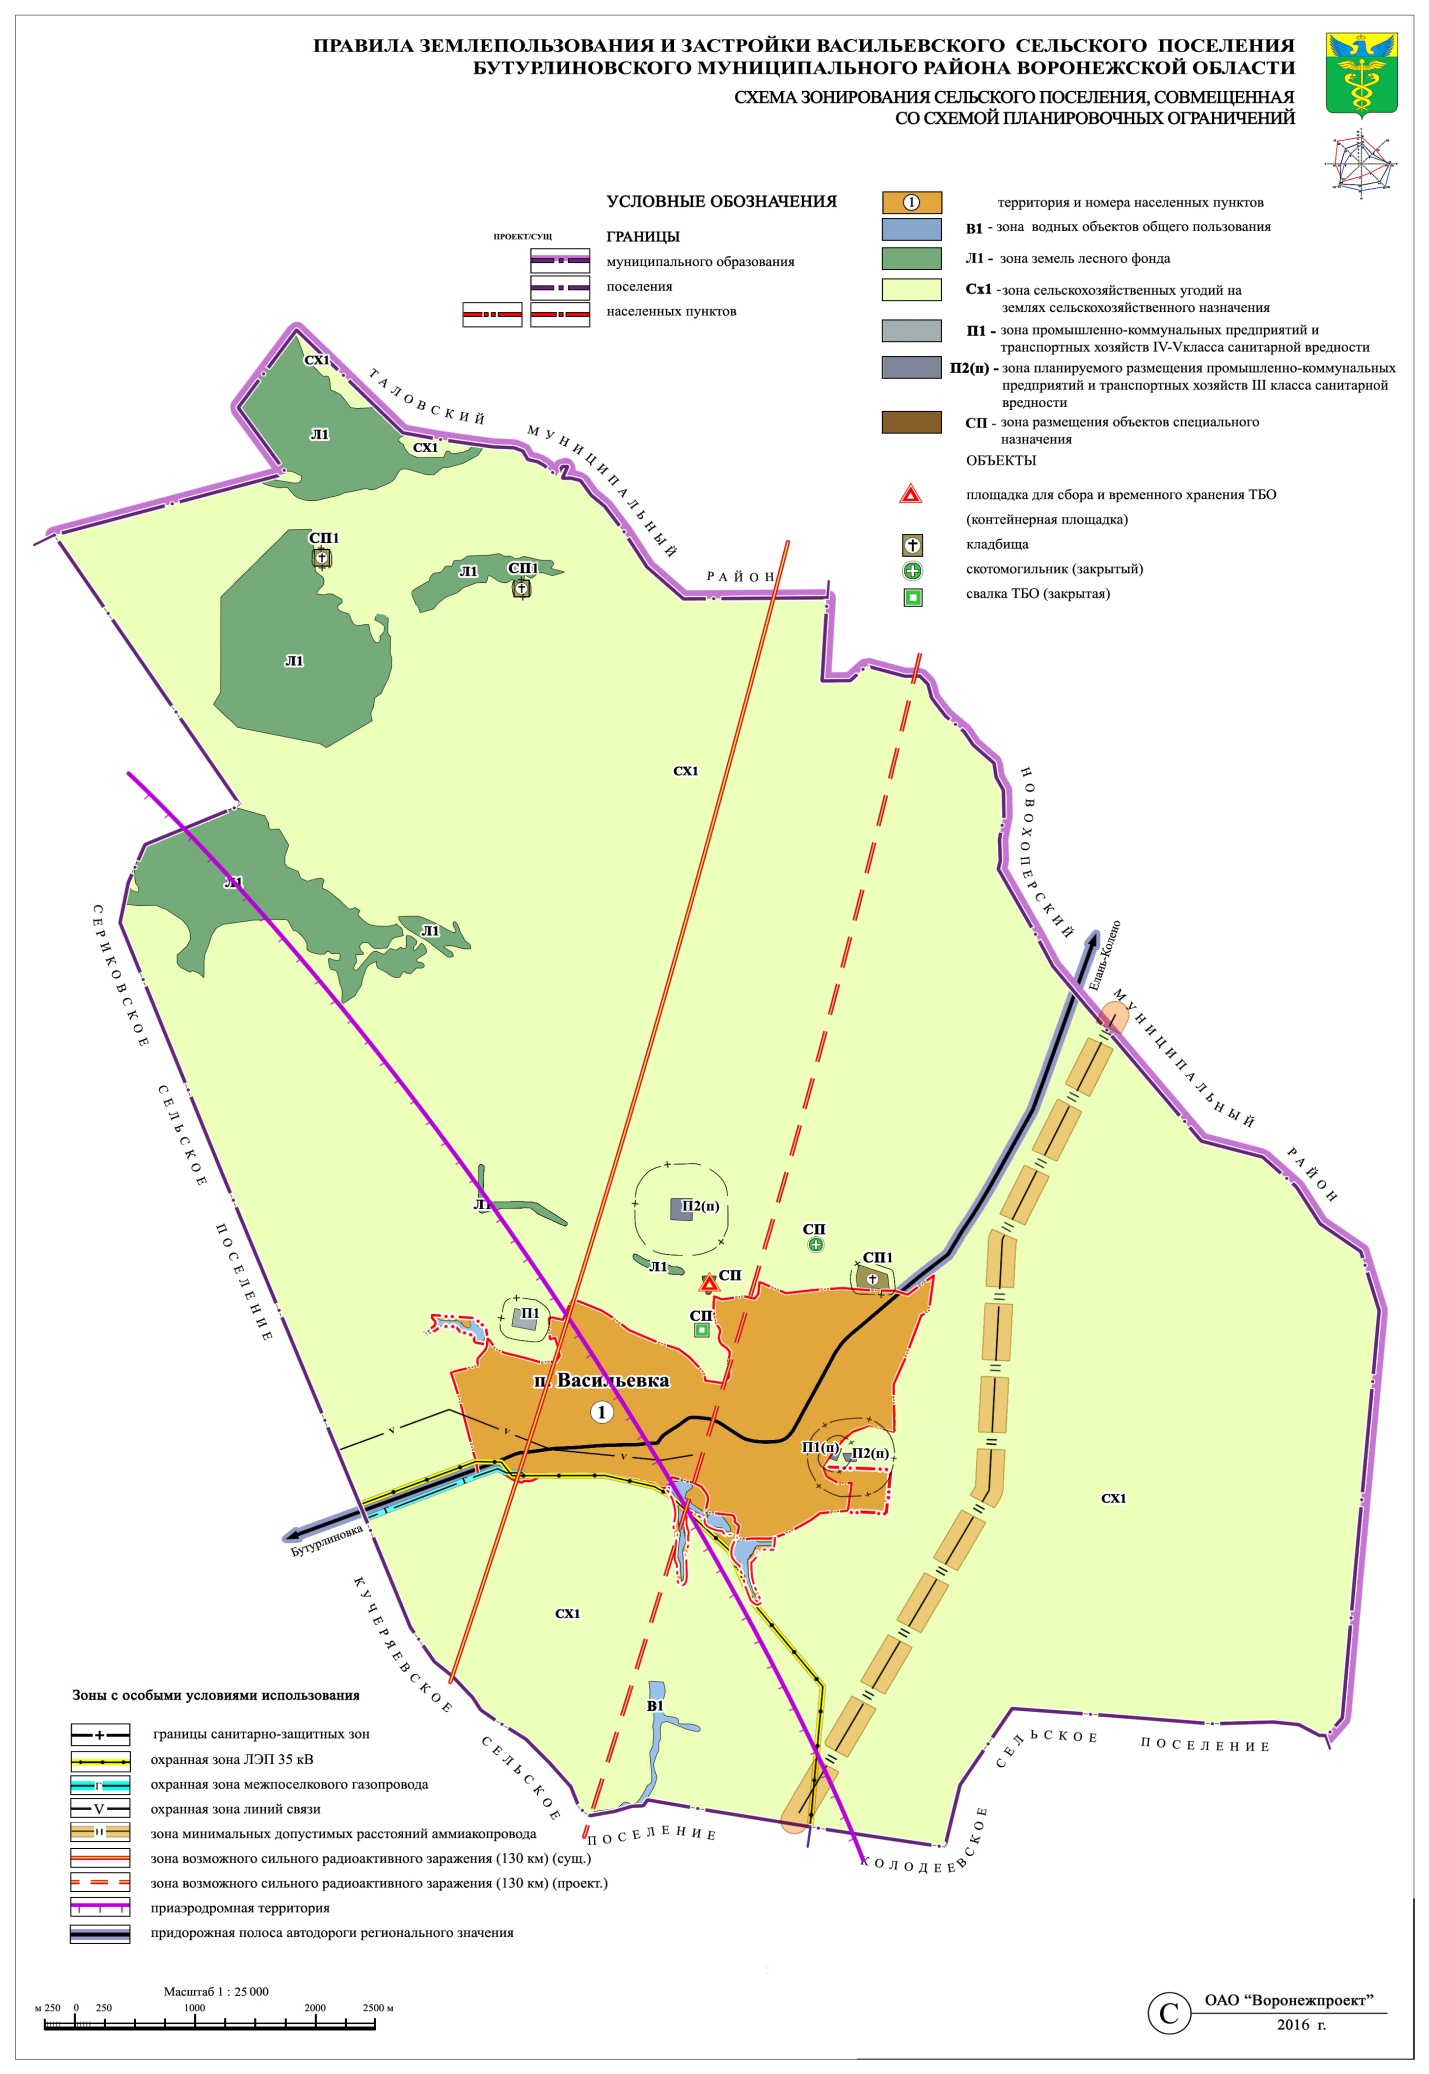 ПРАВИЛА ЗЕМЛЕПОЛЬЗОВАНИЯ И ЗАСТРОЙКИ ВАСИЛЬЕВСКОГО СЕЛЬСКОГО ПОСЕЛЕНИЯ
БУТУРЛИНОВСКОГО МУНИЦИПАЛЬНОГО РАЙОНА ВОРОНЕЖСКОЙ ОБЛАСТИ
СХЕМА ЗОНИРОВАНИЯ СЕЛЬСКОГО ПОСЕЛЕНИЯ, СОВМЕЩЕННАЯ
СО СХЕМОЙ ПЛАНИРОВОЧНЫХ ОГРАНИЧЕНИЙ
УСЛОВНЫЕ ОБОЗНАЧЕНИЯ
ПРОЕКТ/СУЩ
ГРАНИЦЫ
муниципального образования
поселения
населенных пунктов
1
территория и номера населенных пунктов
В1 - зона водных объектов общего пользования
Л1 - зона земель лесного фонда
Сх1 -зона сельскохозяйственных угодий на
землях сельскохозяйственного назначения
П1 - зона промышленно-коммунальных предприятий и
транспортных хозяйств IV-Vкласса санитарной вредности
П2(п) - зона планируемого размещения промышленно-коммунальных
предприятий и транспортных хозяйств III класса санитарной
вредности
СП - зона размещения объектов специального
назначения
ОБЪЕКТЫ
площадка для сбора и временного хранения ТБО
(контейнерная площадка)
кладбища
скотомогильник (закрытый)
свалка ТБО (закрытая)
СХ1
ТАЛОВСКИЙ
МУНИЦИПАЛЬНЫЙ
РАЙОН
Л1
СХ1
СП1
Л1
СП1
Л1
СХ1
НОВОХОПЕРСКИЙ
МУНИЦИПАЛЬНЫЙ
РАЙОН
Л1
Л1
СЕРИКОВСКОЕ
СЕЛЬСКОЕ
ПОСЕЛЕНИЕ
Елань-Колено
Л1
П2(п)
СП
СП1
Л1
СП
П1
СП
п. Васильевка
1
v
v
v
П1(п)
П2(п)
СХ1
г
г
Бутурлиновка
СХ1
КУЧЕРЯЕВСКОЕ
СЕЛЬСКОЕ
ПОСЕЛЕНИЕ
В1
КОЛОДЕЕВСКОЕ
СЕЛЬСКОЕ
ПОСЕЛЕНИЕ
Зоны с особыми условиями использования
границы санитарно-защитных зон
охранная зона ЛЭП 35 кВ
г
охранная зона межпоселкового газопровода
V
охранная зона линий связи
зона минимальных допустимых расстояний аммиакопровода
зона возможного сильного радиоактивного заражения (130 км) (сущ.)
зона возможного сильного радиоактивного заражения (130 км) (проект.)
приаэродромная территория
придорожная полоса автодороги регионального значения
Масштаб 1 : 25 000
м 250 0 250 1000 2000 2500 м
С
ОАО “Воронежпроект”
2016 г.